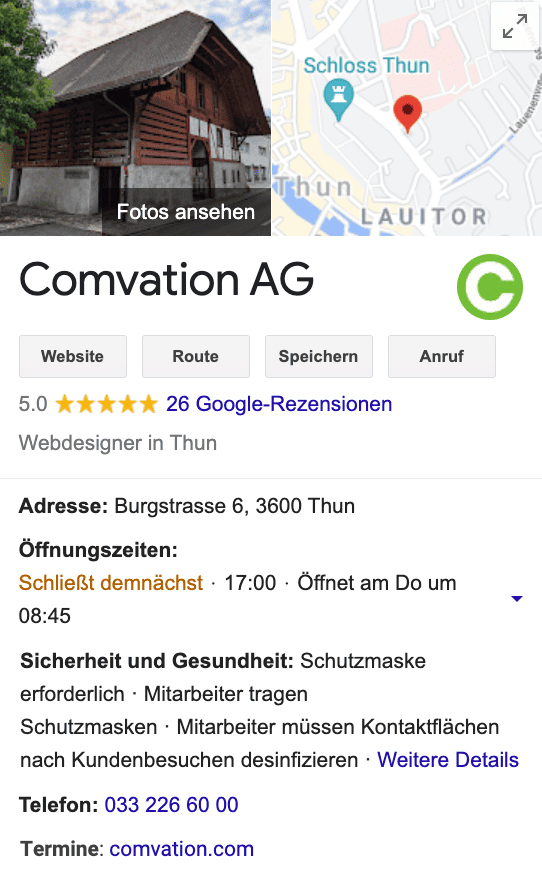 Schloss Thun
Lauenenw
Thun
LAUITOR
Fotos ansehen
Comvation AG
Website
Route
Speichern
Anruf
5.0 26 Google-Rezensionen
Webdesigner in Thun
Adresse: Burgstrasse 6, 3600 Thun
Öffnungszeiten:
Schließt demnächst · 17:00 · Öffnet am Do um
08:45
Sicherheit und Gesundheit: Schutzmaske
erforderlich · Mitarbeiter tragen
Schutzmasken · Mitarbeiter müssen Kontaktflächen
nach Kundenbesuchen desinfizieren · Weitere Details
Telefon: 033 226 60 00
Termine: comvation.com